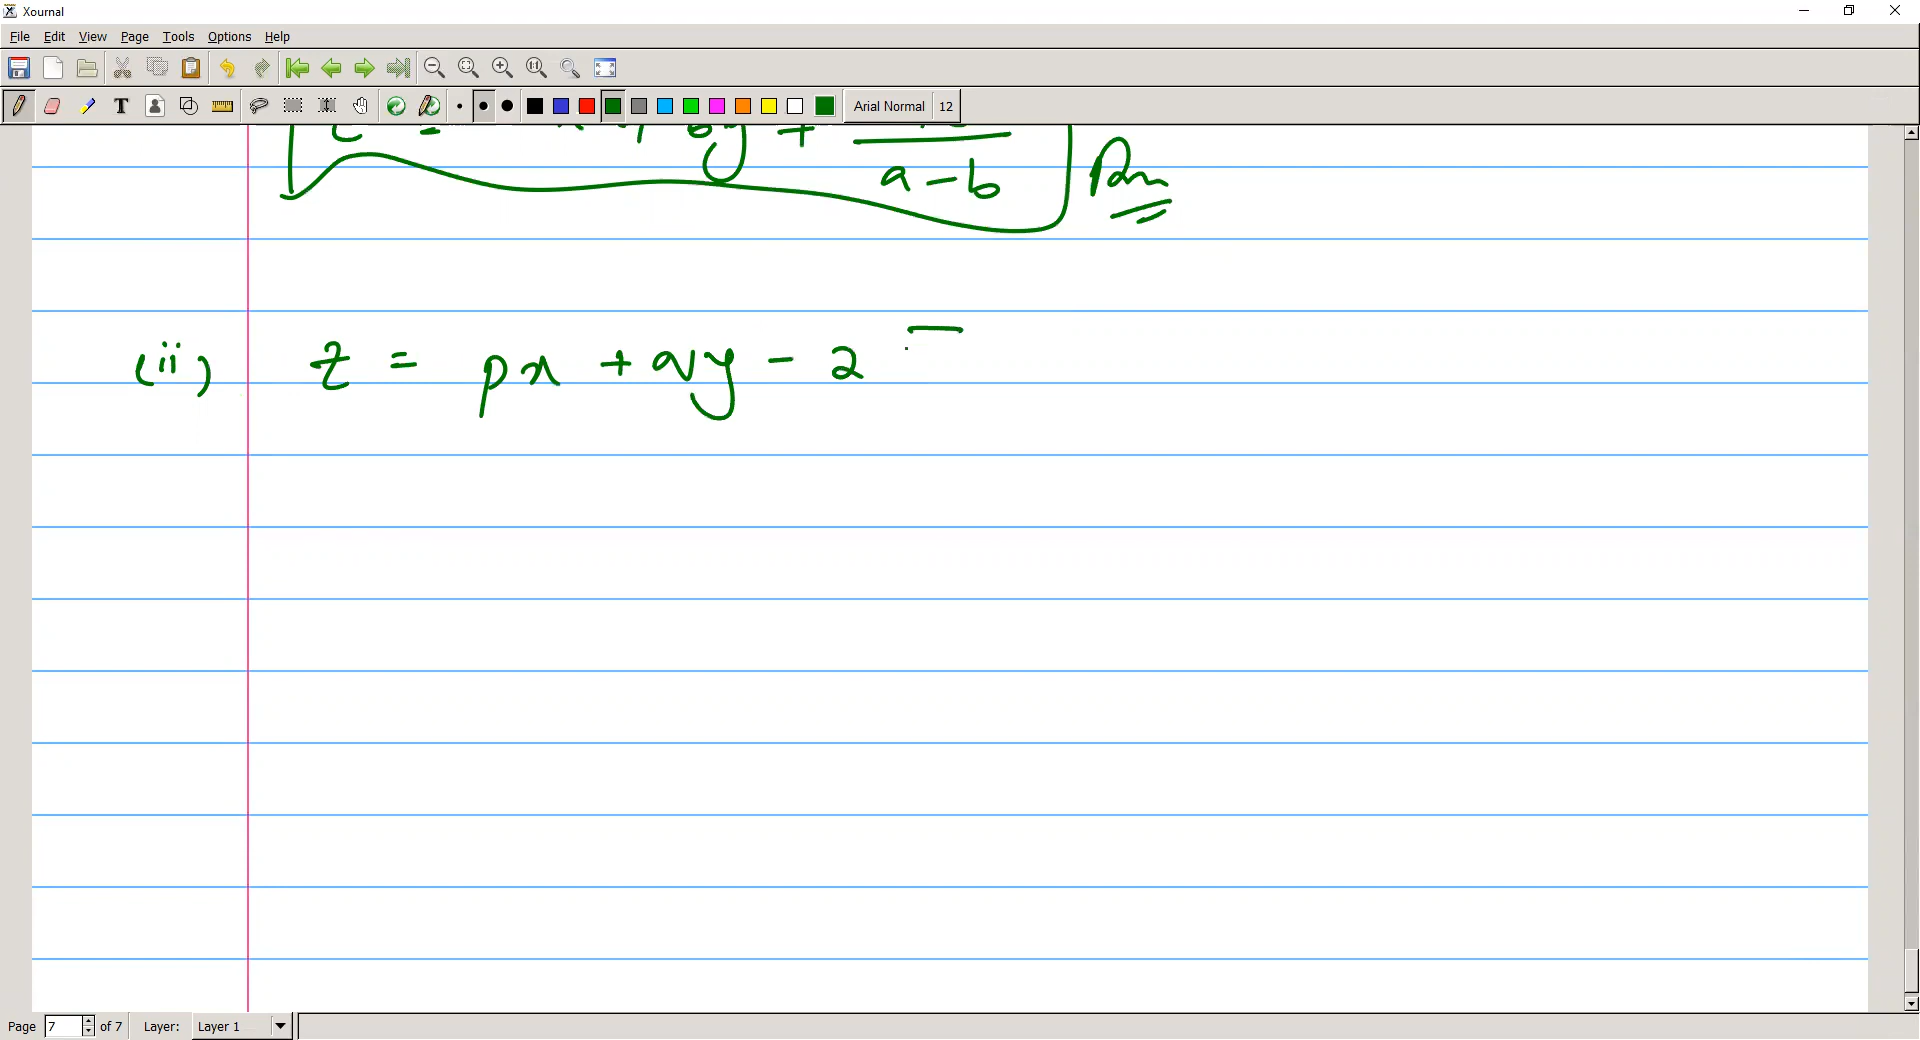 Xournal
File Edit View Page Tools Options Help
T Arial Normal 12
a - b
(ii) z = px + qy - 2
Page 7 of 7 Layer: Layer 1